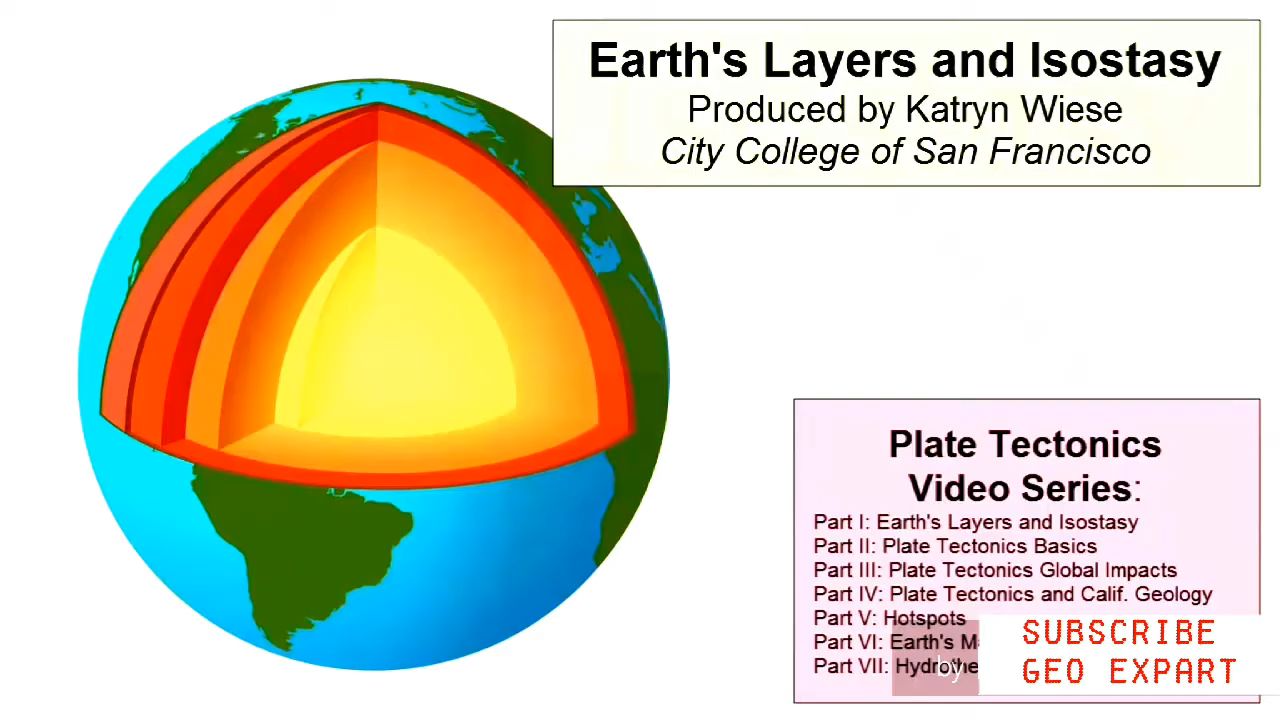 Earth's Layers and Isostasy
Produced by Katryn Wiese
City College of San Francisco
Plate Tectonics
Video Series:
Part I: Earth's Layers and Isostasy
Part II: Plate Tectonics Basics
Part III: Plate Tectonics Global Impacts
Part IV: Plate Tectonics and Calif. Geology
Part V: Hotspots
Part VI: Earth's
Part VII:
by
SUBSCRIBE
GEO EXPART